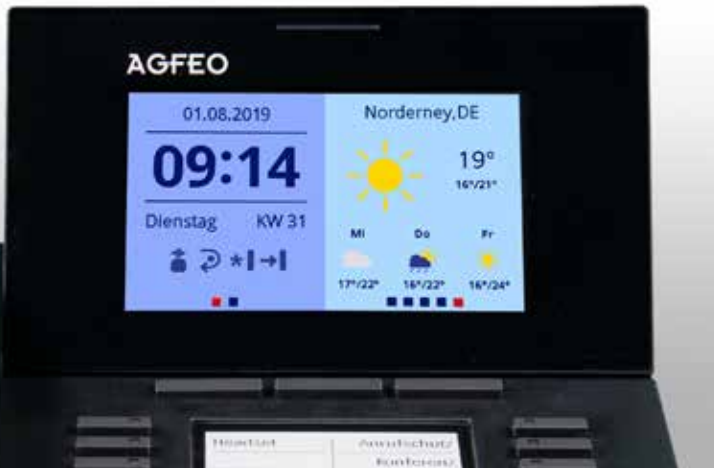 AGFEO
01.08.2019
09:14
Dienstag KW 31
Norderney,DE
19°
16°/21°
Mi Do Fr
17°/22° 16°/22° 16°/24°
Headset Anrufschutz
Konferenz